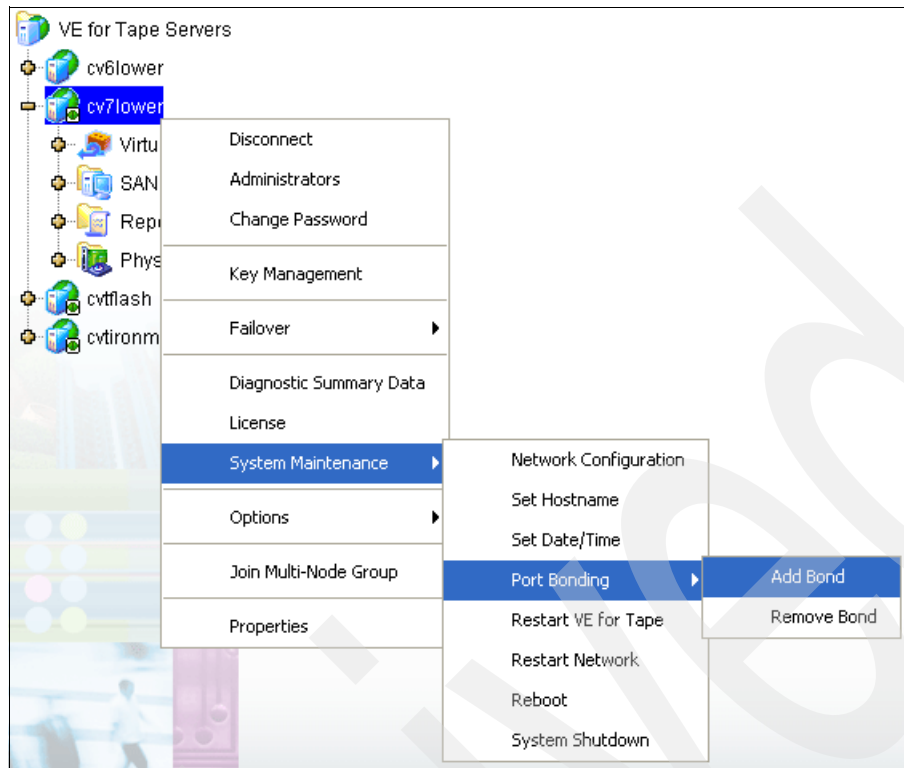 VE for Tape Servers
cv6lower
cv7lower
Virtu
SAN
Repo
Phys
cvtflash
cvtironm
Disconnect
Administrators
Change Password
Key Management
Failover
Diagnostic Summary Data
License
System Maintenance
Options
Join Multi-Node Group
Properties
Network Configuration
Set Hostname
Set Date/Time
Port Bonding
Restart VE for Tape
Restart Network
Reboot
System Shutdown
Add Bond
Remove Bond